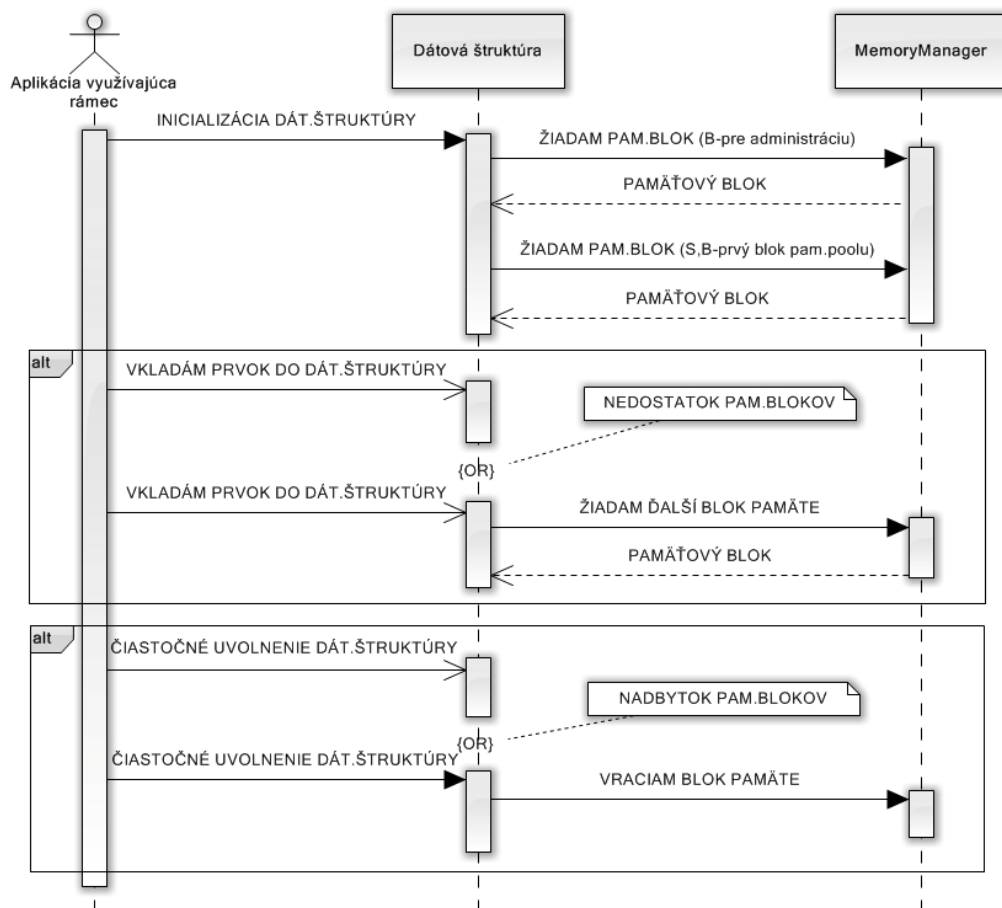 Dátová štruktúra
MemoryManager
Aplikácia využívajúca
rámec
INICIALIZÁCIA DÁT.ŠTRUKTÚRY
ŽIADAM PAM.BLOK (B-pre administráciu)
PAMÄŤOVÝ BLOK
ŽIADAM PAM.BLOK (S,B-prvý blok pam.poolu)
PAMÄŤOVÝ BLOK
alt
VKLADÁM PRVOK DO DÁT.ŠTRUKTÚRY
NEDOSTATOK PAM.BLOKOV
{OR}
VKLADÁM PRVOK DO DÁT.ŠTRUKTÚRY
ŽIADAM ĎALŠÍ BLOK PAMÄTE
PAMÄŤOVÝ BLOK
alt
ČIASTOČNÉ UVOLNENIE DÁT.ŠTRUKTÚRY
NADBYTOK PAM.BLOKOV
{OR}
ČIASTOČNÉ UVOLNENIE DÁT.ŠTRUKTÚRY
VRACIAM BLOK PAMÄTE